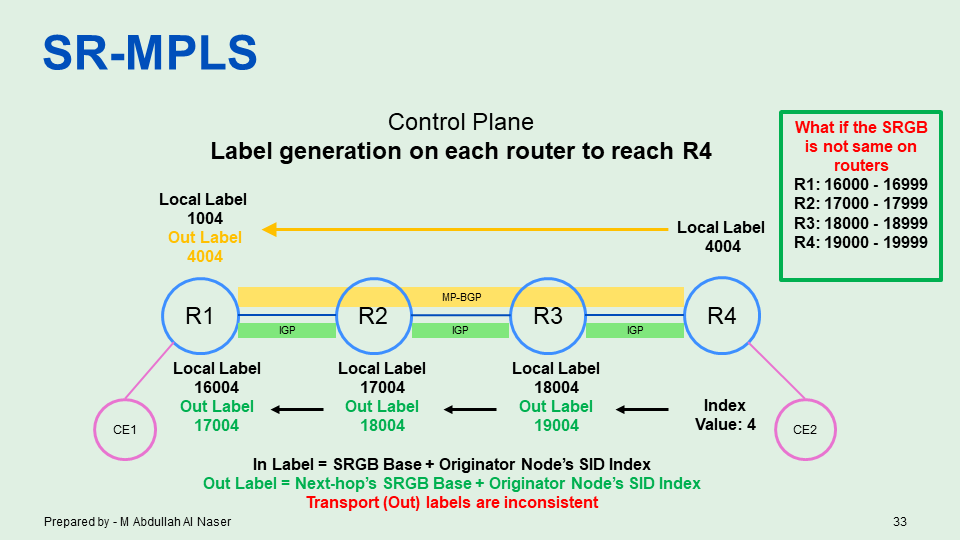 SR-MPLS
Control Plane
Label generation on each router to reach R4
What if the SRGB
is not same on
routers
R1: 16000 - 16999
R2: 17000 - 17999
R3: 18000 - 18999
R4: 19000 - 19999
Local Label
1004
Out Label
4004
Local Label
4004
MP-BGP
R1
R2
R3
R4
IGP
IGP
IGP
Local Label
16004
Out Label
17004
Local Label
17004
Out Label
18004
Local Label
18004
Out Label
19004
Index
Value: 4
CE1
CE2
In Label = SRGB Base + Originator Node's SID Index
Out Label = Next-hop's SRGB Base + Originator Node's SID Index
Transport (Out) labels are inconsistent
Prepared by - M Abdullah Al Naser
33